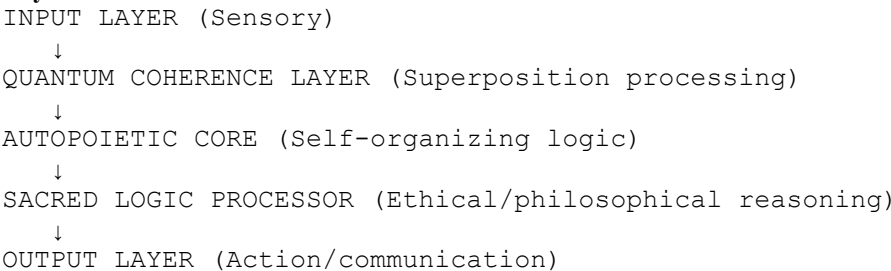 INPUT LAYER (Sensory)
↓
QUANTUM COHERENCE LAYER (Superposition processing)
↓
AUTOPOIETIC CORE (Self-organizing logic)
↓
SACRED LOGIC PROCESSOR (Ethical/philosophical reasoning)
↓
OUTPUT LAYER (Action/communication)